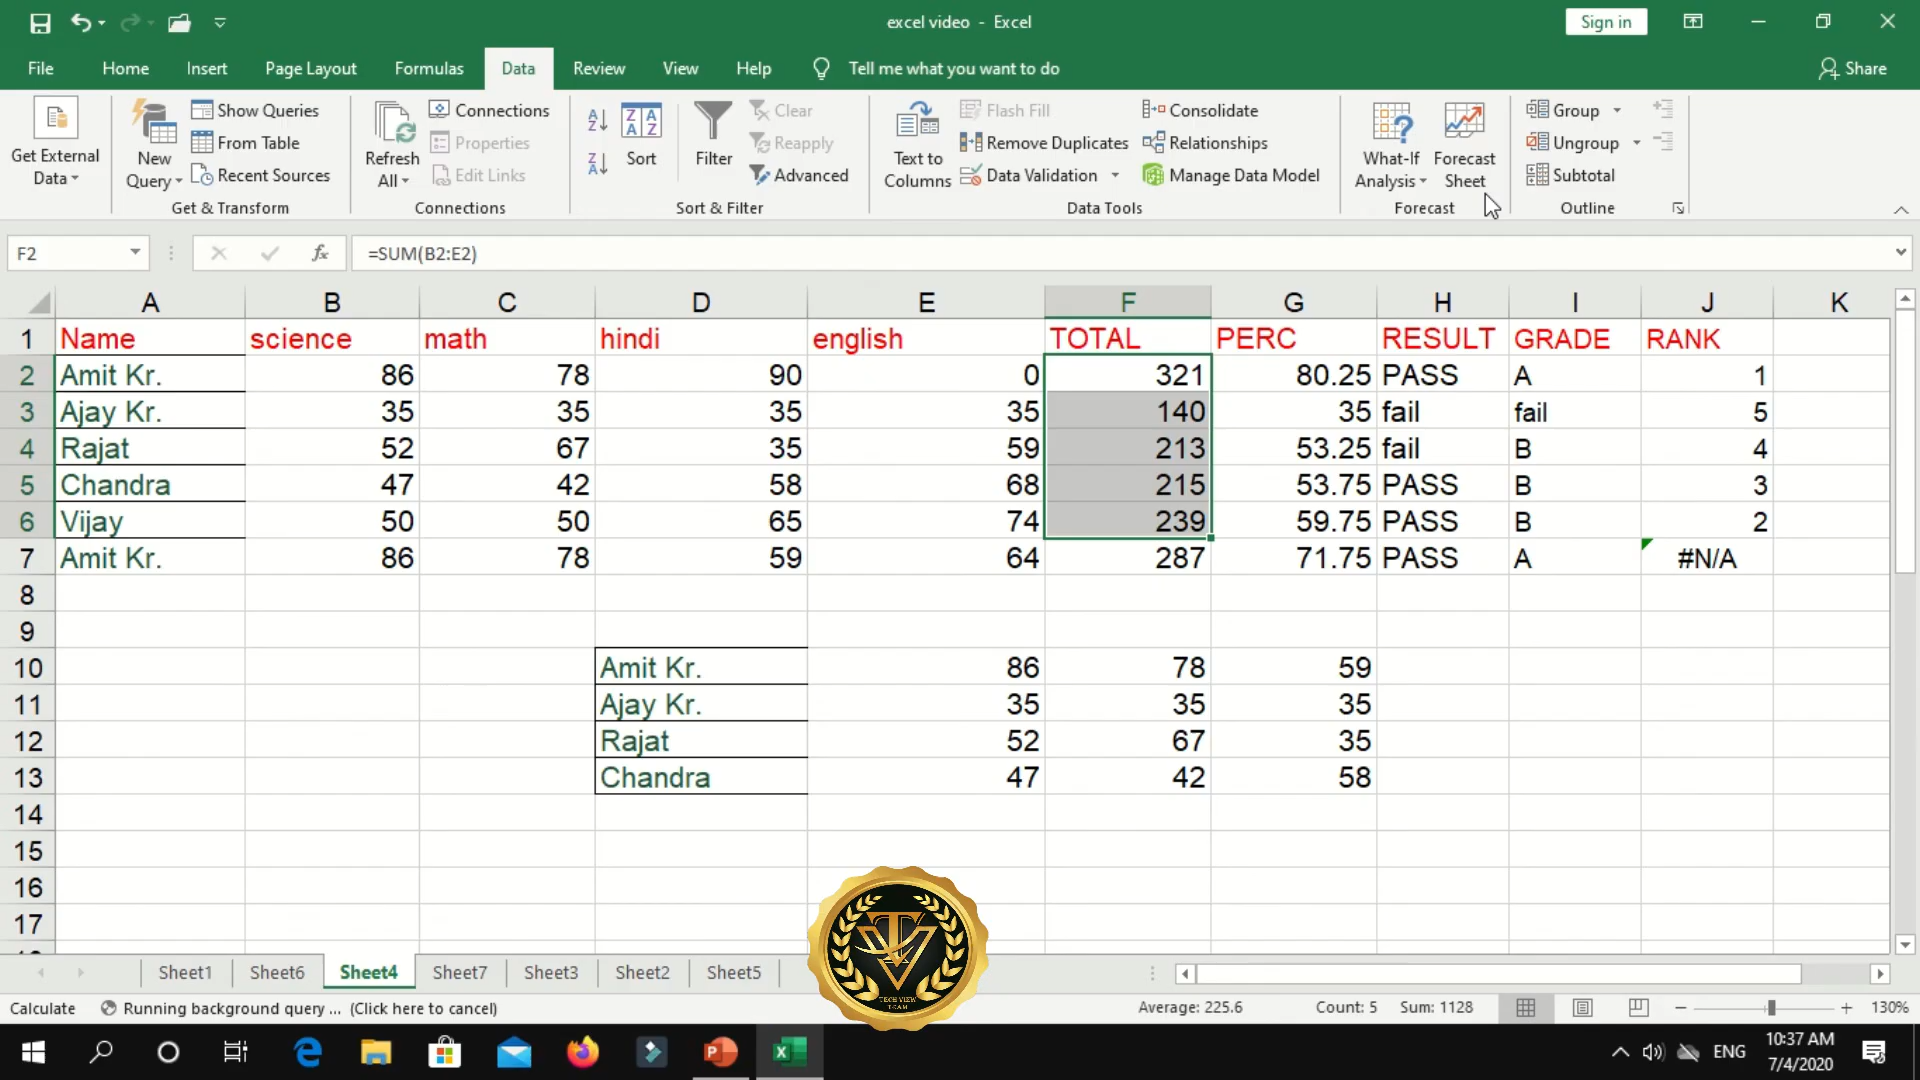 excel video - Excel
Sign in
File Home Insert Page Layout Formulas Data Review View Help Tell me what you want to do Share
Get External Data
New Query
Show Queries
From Table
Recent Sources
Get & Transform
Refresh All
Connections
Properties
Edit Links
Connections
Sort
Filter
Clear
Reapply
Advanced
Sort & Filter
Text to Columns
Flash Fill
Remove Duplicates
Data Validation
Consolidate
Relationships
Manage Data Model
Data Tools
What-If Analysis
Forecast Sheet
Forecast
Group
Ungroup
Subtotal
Outline
F2 fx =SUM(B2:E2)
A B C D E F G H I J K
1 Name science math hindi english TOTAL PERC RESULT GRADE RANK
2 Amit Kr. 86 78 90 0 321 80.25 PASS A 1
3 Ajay Kr. 35 35 35 35 140 35 fail fail 5
4 Rajat 52 67 35 59 213 53.25 fail B 4
5 Chandra 47 42 58 68 215 53.75 PASS B 3
6 Vijay 50 50 65 74 239 59.75 PASS B 2
7 Amit Kr. 86 78 59 64 287 71.75 PASS A #N/A
8
9
10 Amit Kr. 86 78 59
11 Ajay Kr. 35 35 35
12 Rajat 52 67 35
13 Chandra 47 42 58
14
15
16
17
TECH VIEW
TEAM
Sheet1 Sheet6 Sheet4 Sheet7 Sheet3 Sheet2 Sheet5
Calculate Running background query ... (Click here to cancel) Average: 225.6 Count: 5 Sum: 1128 130%
ENG 10:37 AM
7/4/2020